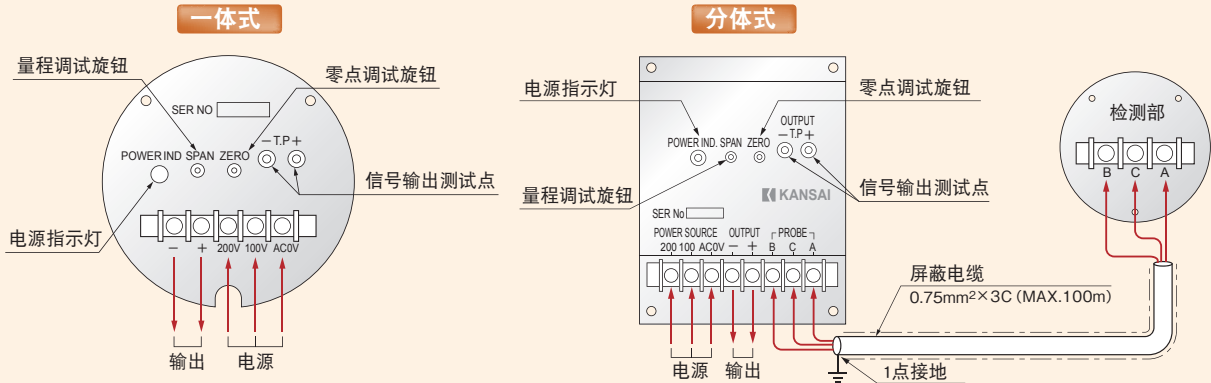 一体式
量程调试旋钮
零点调试旋钮
SER NO
POWER IND SPAN ZERO
－T.P＋
信号输出测试点
电源指示灯
－ ＋ 200V 100V AC0V
输出 电源
分体式
电源指示灯
零点调试旋钮
OUTPUT
－T.P＋
POWER IND. SPAN ZERO
量程调试旋钮
信号输出测试点
KANSAI
SER No
POWER SOURCE OUTPUT PROBE
200 100 AC0V － ＋ B C A
电源 输出
检测部
B C A
屏蔽电缆
0.75mm²×3C (MAX.100m)
1点接地